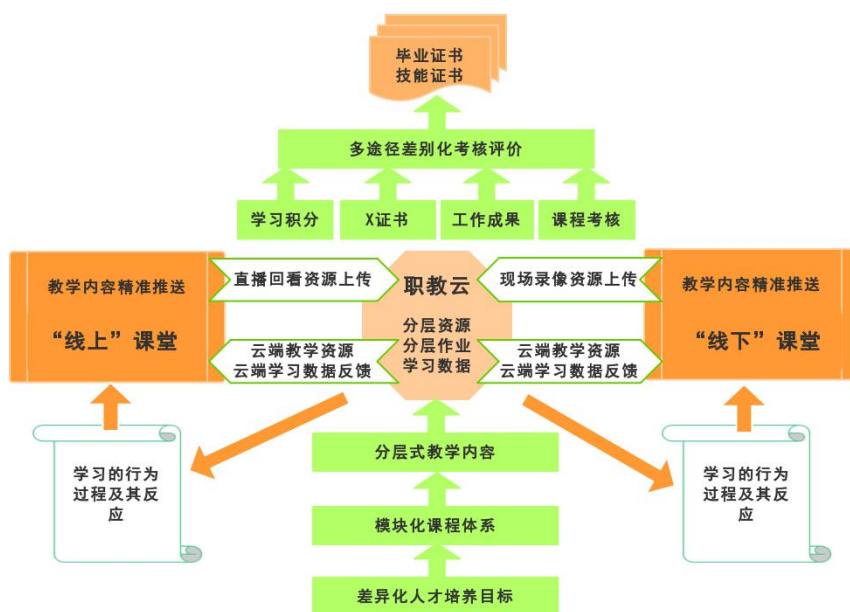 毕业证书
技能证书
多途径差别化考核评价
学习积分
X证书
工作成果
课程考核
教学内容精准推送
“线上”课堂
直播回看资源上传
云端教学资源
云端学习数据反馈
职教云
分层资源
分层作业
学习数据
现场录像资源上传
云端教学资源
云端学习数据反馈
教学内容精准推送
“线下”课堂
学习的行为
过程及其反
应
分层式教学内容
模块化课程体系
差异化人才培养目标
学习的行为
过程及其反
应